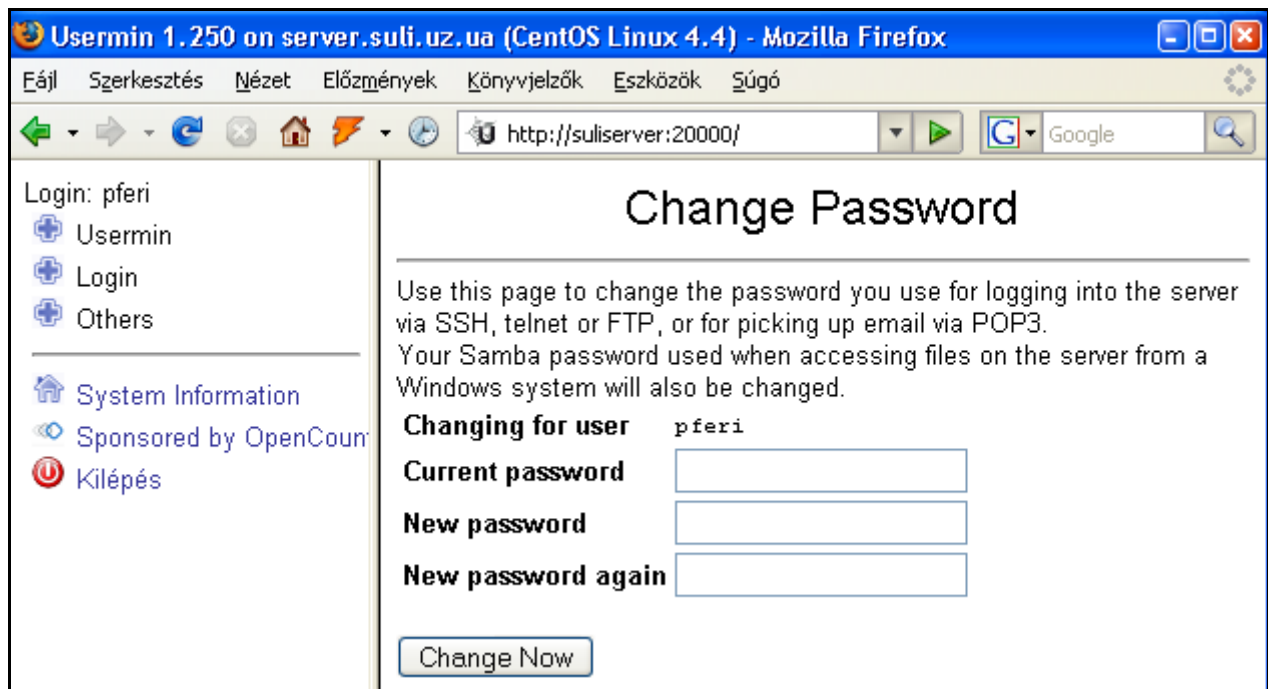 Usermin 1.250 on server.suli.uz.ua (CentOS Linux 4.4) - Mozilla Firefox
Fájl Szerkesztés Nézet Előzmények Könyvjelzők Eszközök Súgó
http://suliserver:20000/ G Google
Login: pferi
Usermin
Login
Others
System Information
Sponsored by OpenCoun
Kilépés
Change Password
Use this page to change the password you use for logging into the server
via SSH, telnet or FTP, or for picking up email via POP3.
Your Samba password used when accessing files on the server from a
Windows system will also be changed.
Changing for user pferi
Current password
New password
New password again
Change Now